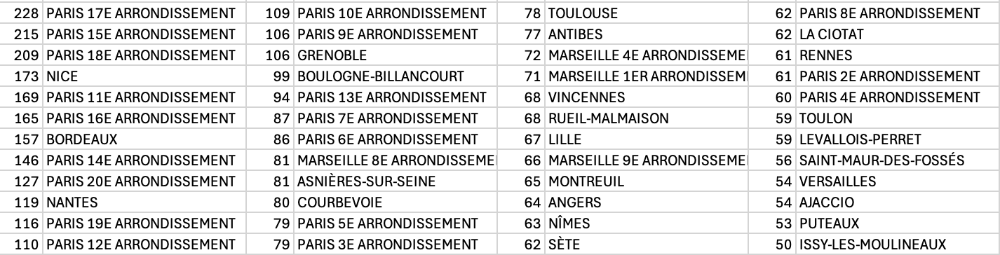 228 PARIS 17E ARRONDISSEMENT 109 PARIS 10E ARRONDISSEMENT 78 TOULOUSE 62 PARIS 8E ARRONDISSEMENT
215 PARIS 15E ARRONDISSEMENT 106 PARIS 9E ARRONDISSEMENT 77 ANTIBES 62 LA CIOTAT
209 PARIS 18E ARRONDISSEMENT 106 GRENOBLE 72 MARSEILLE 4E ARRONDISSEME 61 RENNES
173 NICE 99 BOULOGNE-BILLANCOURT 71 MARSEILLE 1ER ARRONDISSEM 61 PARIS 2E ARRONDISSEMENT
169 PARIS 11E ARRONDISSEMENT 94 PARIS 13E ARRONDISSEMENT 68 VINCENNES 60 PARIS 4E ARRONDISSEMENT
165 PARIS 16E ARRONDISSEMENT 87 PARIS 7E ARRONDISSEMENT 68 RUEIL-MALMAISON 59 TOULON
157 BORDEAUX 86 PARIS 6E ARRONDISSEMENT 67 LILLE 59 LEVALLOIS-PERRET
146 PARIS 14E ARRONDISSEMENT 81 MARSEILLE 8E ARRONDISSEME 66 MARSEILLE 9E ARRONDISSEME 56 SAINT-MAUR-DES-FOSSÉS
127 PARIS 20E ARRONDISSEMENT 81 ASNIÈRES-SUR-SEINE 65 MONTREUIL 54 VERSAILLES
119 NANTES 80 COURBEVOIE 64 ANGERS 54 AJACCIO
116 PARIS 19E ARRONDISSEMENT 79 PARIS 5E ARRONDISSEMENT 63 NÎMES 53 PUTEAUX
110 PARIS 12E ARRONDISSEMENT 79 PARIS 3E ARRONDISSEMENT 62 SÈTE 50 ISSY-LES-MOULINEAUX